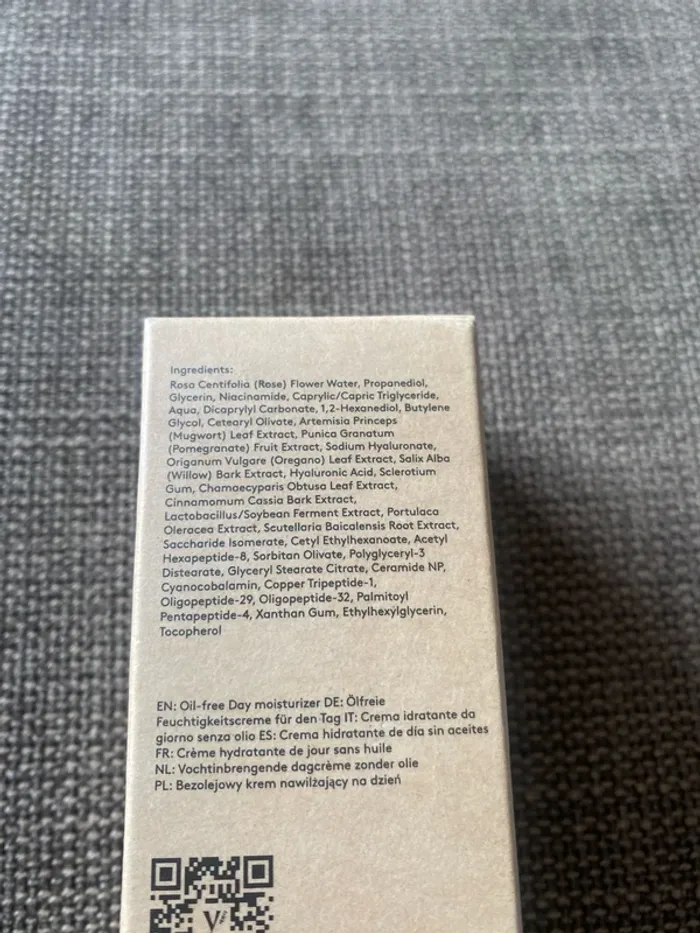 Ingredients:
Rosa Centifolia (Rose) Flower Water, Propanediol,
Glycerin, Niacinamide, Caprylic/Capric Triglyceride,
Aqua, Dicaprylyl Carbonate, 1,2-Hexanediol, Butylene
Glycol, Cetearyl Olivate, Artemisia Princeps
(Mugwort) Leaf Extract, Punica Granatum
(Pomegranate) Fruit Extract, Sodium Hyaluronate,
Origanum Vulgare (Oregano) Leaf Extract, Salix Alba
(Willow) Bark Extract, Hyaluronic Acid, Sclerotium
Gum, Chamaecyparis Obtusa Leaf Extract,
Cinnamomum Cassia Bark Extract,
Lactobacillus/Soybean Ferment Extract, Portulaca
Oleracea Extract, Scutellaria Baicalensis Root Extract,
Saccharide Isomerate, Cetyl Ethylhexanoate, Acetyl
Hexapeptide-8, Sorbitan Olivate, Polyglyceryl-3
Distearate, Glyceryl Stearate Citrate, Ceramide NP,
Cyanocobalamin, Copper Tripeptide-1,
Oligopeptide-29, Oligopeptide-32, Palmitoyl
Pentapeptide-4, Xanthan Gum, Ethylhexylglycerin,
Tocopherol
EN: Oil-free Day moisturizer DE: Ölfreie
Feuchtigkeitscreme für den Tag IT: Crema idratante da
giorno senza olio ES: Crema hidratante de día sin aceites
FR: Crème hydratante de jour sans huile
NL: Vochtinbrengende dagcrème zonder olie
PL: Bezolejowy krem nawilżający na dzień